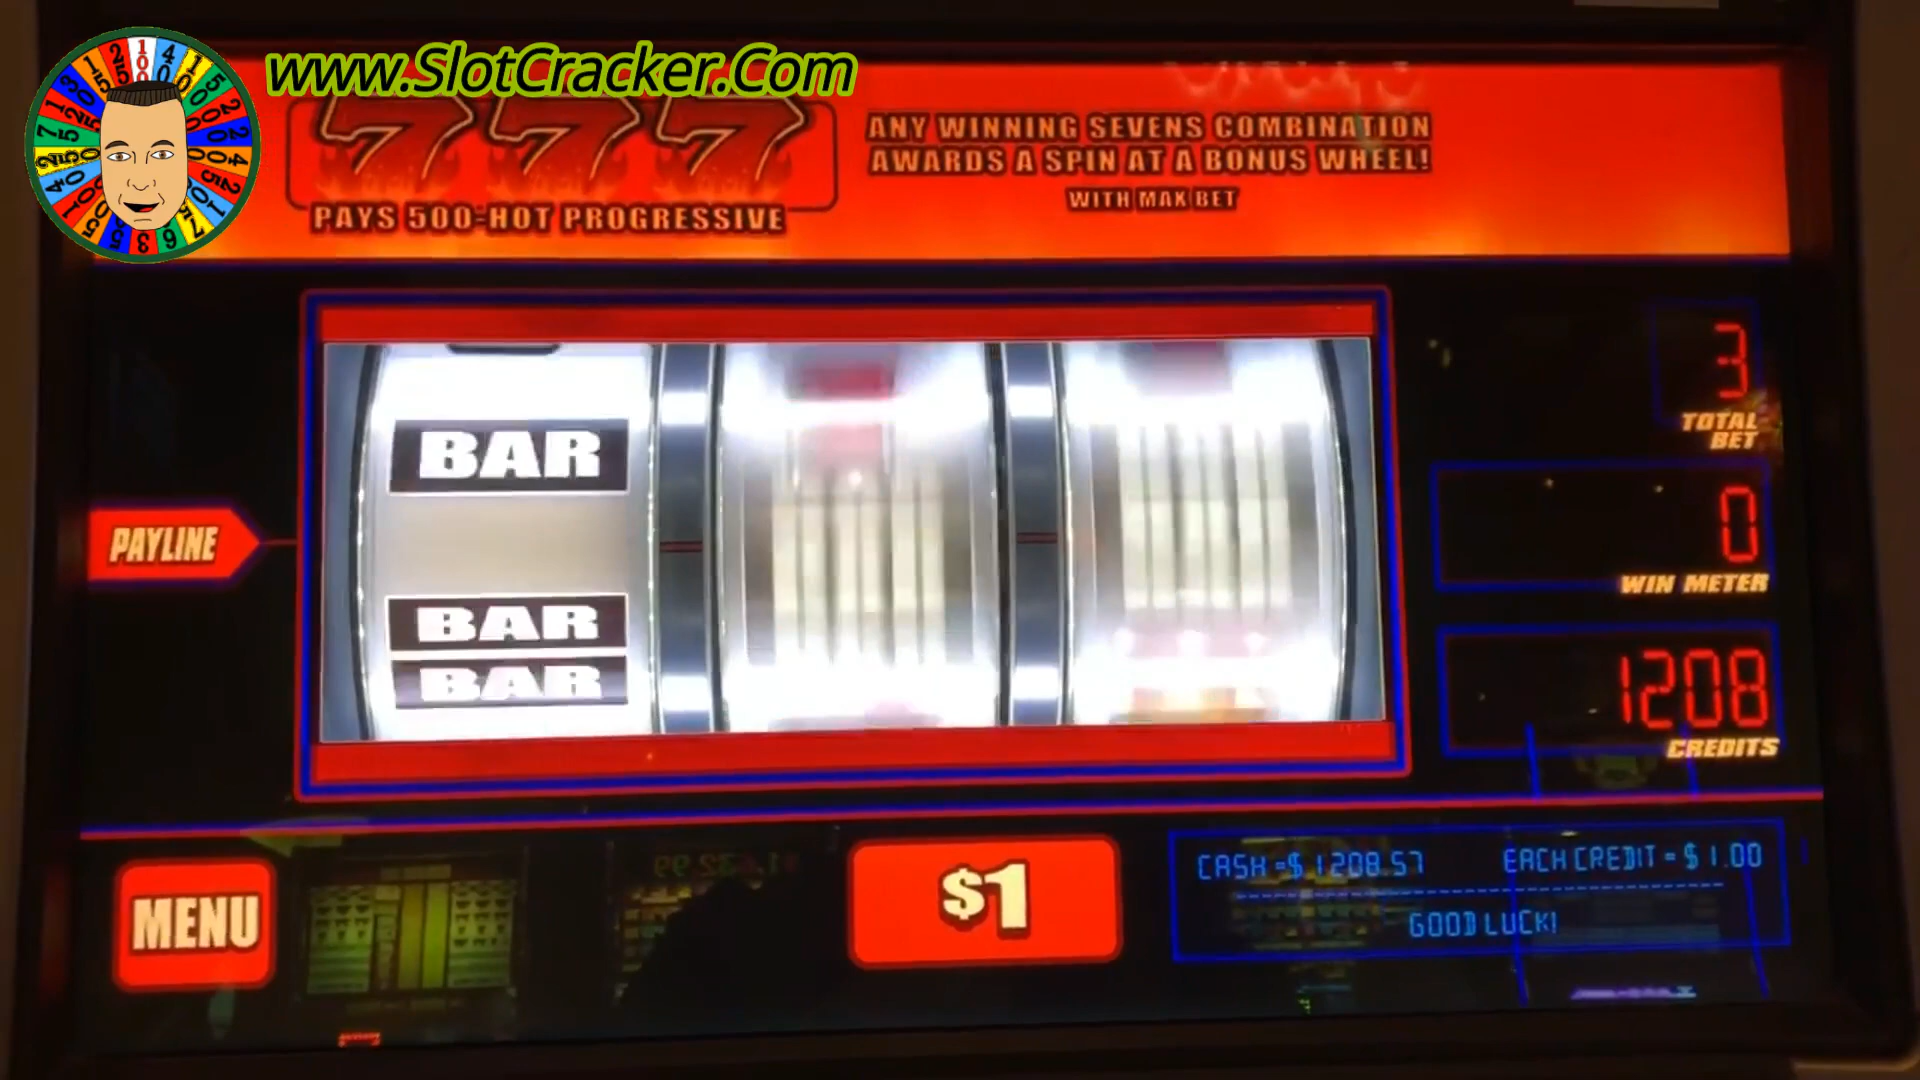 www.SlotCracker.Com
777
ANY WINNING SEVENS COMBINATION
AWARDS A SPIN AT A BONUS WHEEL!
WITH MAX BET
PAYS 500-HOT PROGRESSIVE
3
TOTAL
BET
BAR
PAYLINE
0
WIN METER
BAR
BAR
1208
CREDITS
MENU
$1
CASH =$ 1208.57 EACH CREDIT = $ 1.00
GOOD LUCK!